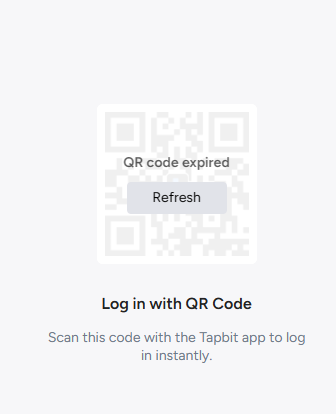 QR code expired
Refresh
Log in with QR Code
Scan this code with the Tapbit app to log
in instantly.